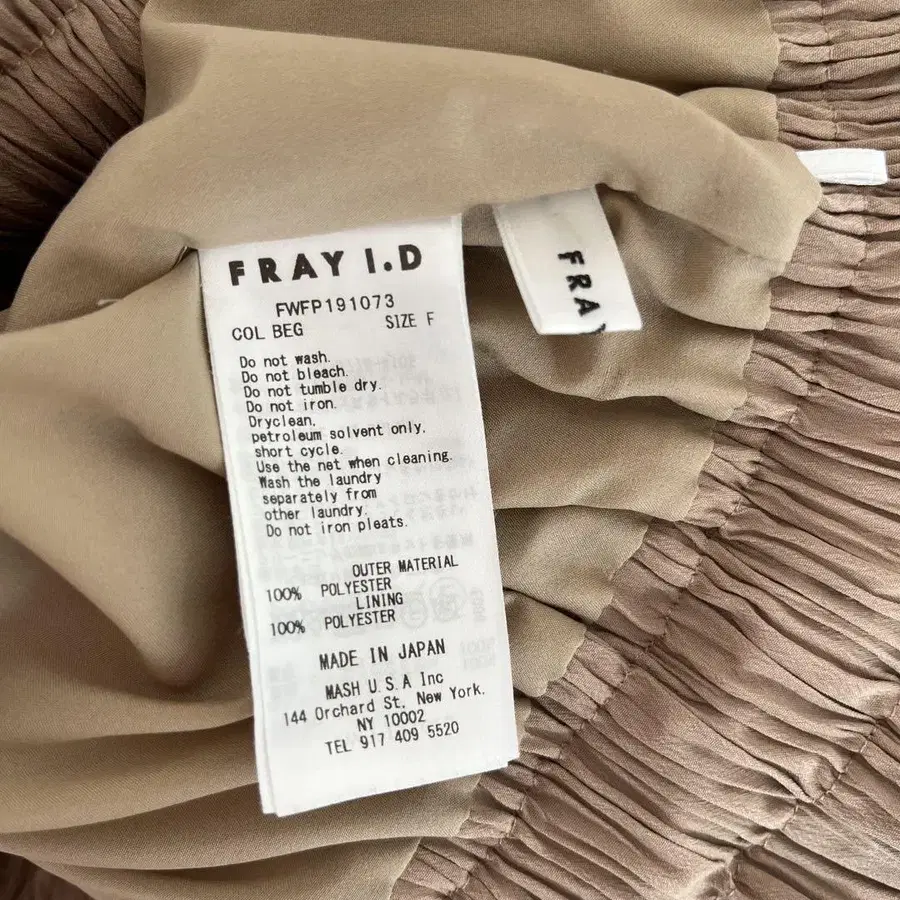 FRAY I.D
FWFP191073
COL BEG SIZE F
Do not wash.
Do not bleach.
Do not tumble dry.
Do not iron.
Dryclean.
petroleum solvent only.
short cycle.
Use the net when cleaning.
Wash the laundry
separately from
other laundry.
Do not iron pleats.
OUTER MATERIAL
100% POLYESTER
LINING
100% POLYESTER
MADE IN JAPAN
MASH U.S.A Inc
144 Orchard St, New York.
NY 10002
TEL 917 409 5520
FRAY